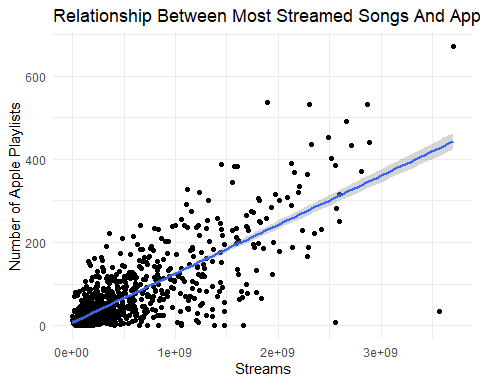 Relationship Between Most Streamed Songs And App
600
400
200
0
Number of Apple Playlists
0e+00 1e+09 2e+09 3e+09
Streams